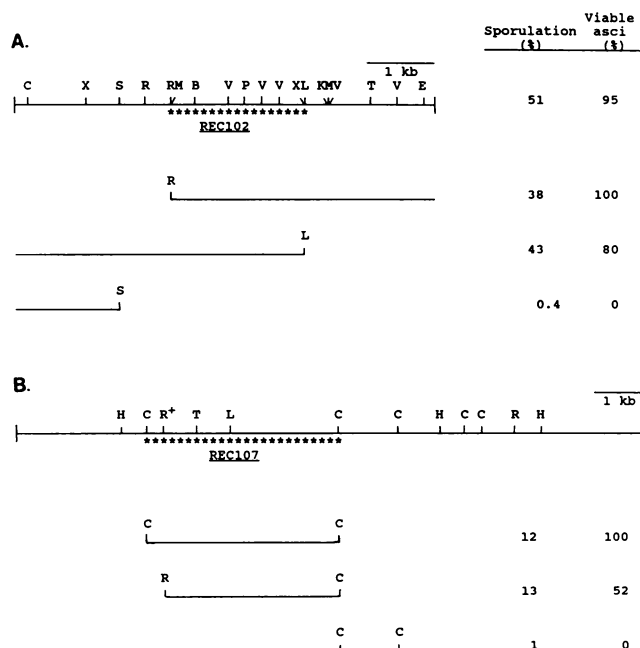 Viable
Sporulation asci
(%) (%)
A.
1 kb
C X S R RM B V P V V XL KMV T V E
51 95
*********************
REC102
R
38 100
L
43 80
S
0.4 0
B.
1 kb
H C R+ T L C C H C C R H
*********************
REC107
C C
12 100
R C
13 52
C C
1 0